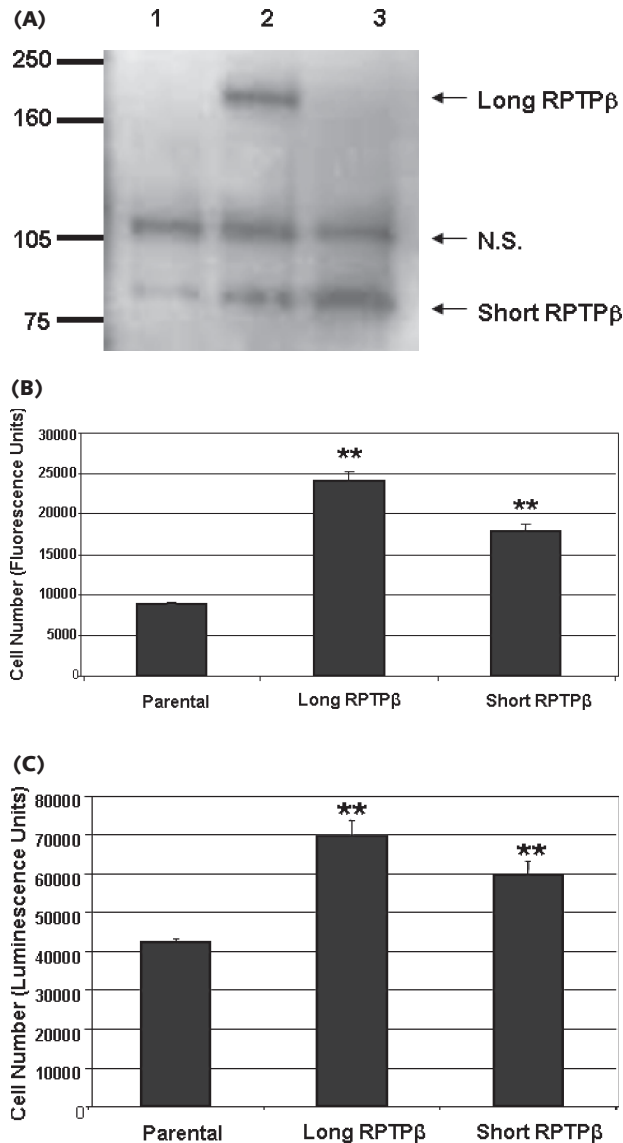 (A) 1 2 3
250
160
105
75
Long RPTPβ
N.S.
Short RPTPβ
(B)
Cell Number (Fluorescence Units)
30000
25000
20000
15000
10000
5000
0
** **
Parental Long RPTPβ Short RPTPβ
(C)
Cell Number (Luminescence Units)
80000
70000
60000
50000
40000
30000
20000
10000
0
** **
Parental Long RPTPβ Short RPTPβ